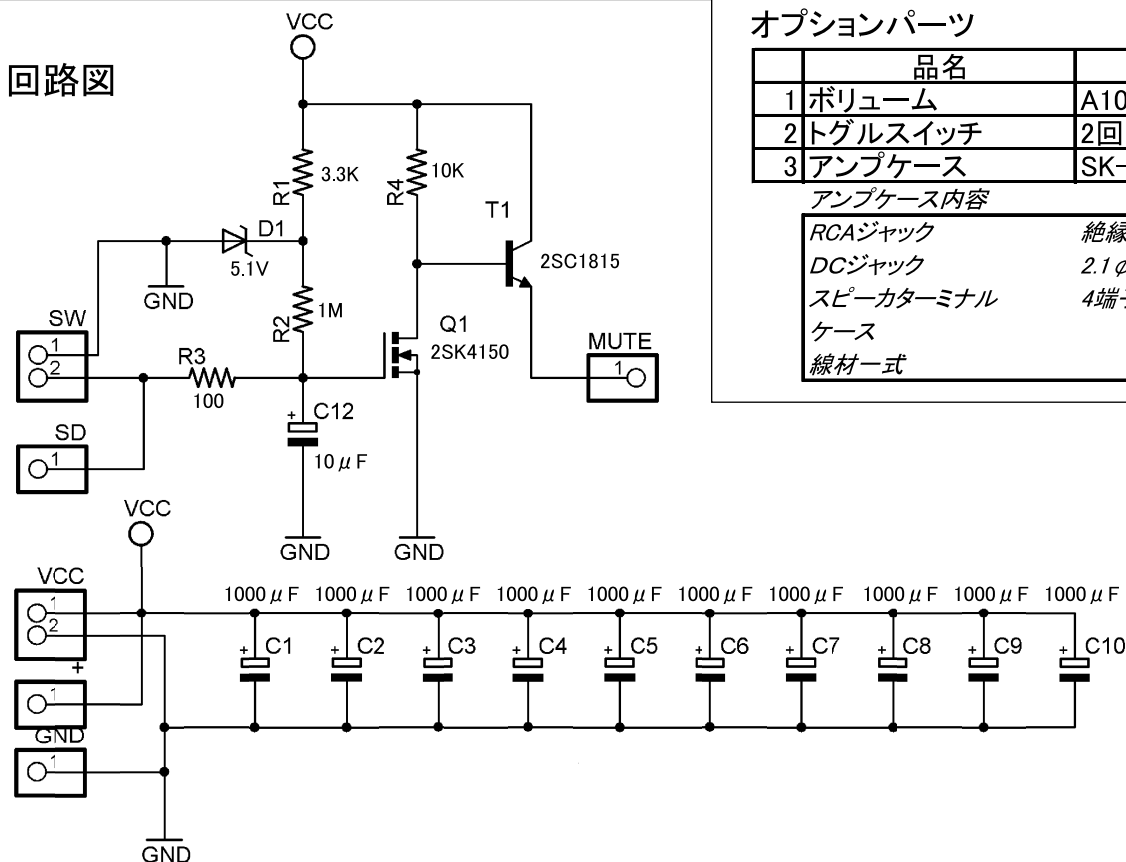 回路図
VCC
R1
3.3K
R4
10K
T1
2SC1815
D1
5.1V
GND
R2
1M
Q1
2SK4150
MUTE
1
SW
1
2
R3
100
SD
1
+
C12
10μF
GND
GND
VCC
VCC
1
2
+
1
GND
1
GND
1000μF
1000μF
1000μF
1000μF
1000μF
1000μF
1000μF
1000μF
1000μF
1000μF
+
C1
+
C2
+
C3
+
C4
+
C5
+
C6
+
C7
+
C8
+
C9
+
C10
オプションパーツ
品名
1 ボリューム A10
2 トグルスイッチ 2回
3 アンプケース SK-
アンプケース内容
RCAジャック 絶縁
DCジャック 2.1φ
スピーカターミナル 4端子
ケース
線材一式